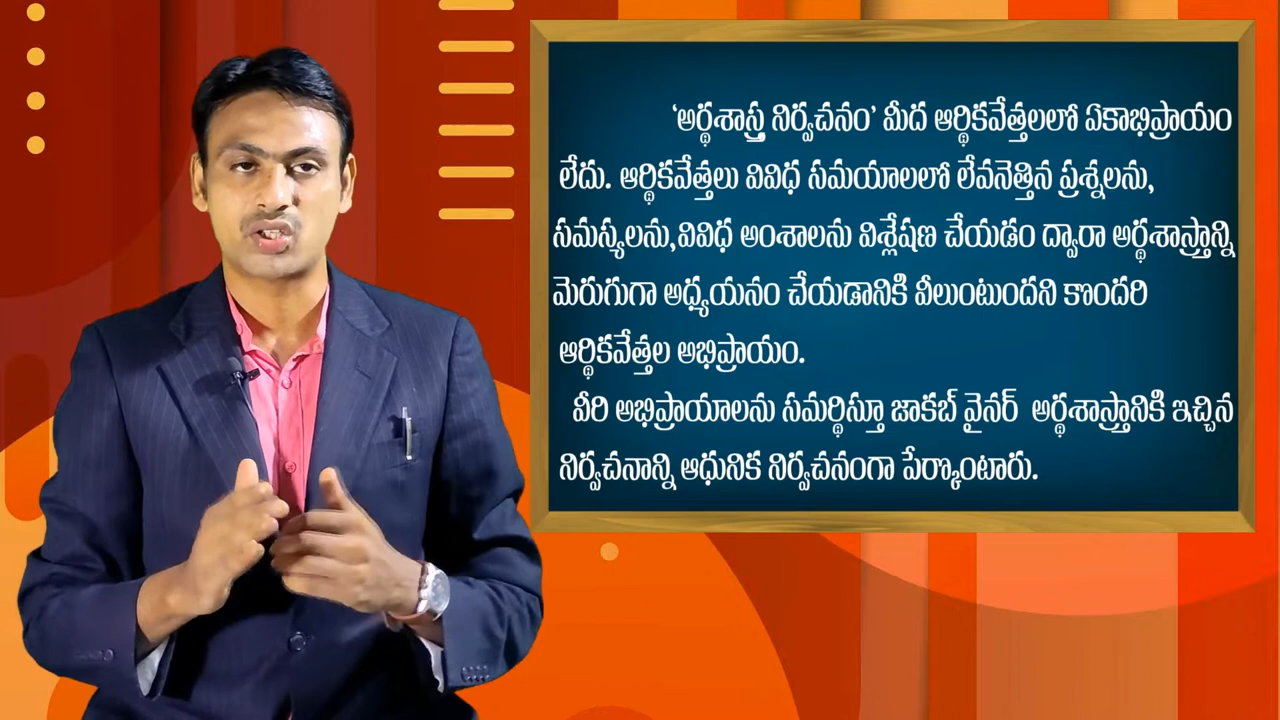 ‘అర్థశాస్త్ర నిర్వచనం’ మీద ఆర్థికవేత్తలలో ఏకాభిప్రాయం
లేదు. ఆర్థికవేత్తలు వివిధ సమయాలలో లేవనెత్తిన ప్రశ్నలను,
సమస్యలను,వివిధ అంశాలను విశ్లేషణ చేయడం ద్వారా అర్థశాస్త్రాన్ని
మెరుగుగా అధ్యయనం చేయడానికి వీలుంటుందని కొందరి
ఆర్థికవేత్తల అభిప్రాయం.
వీరి అభిప్రాయాలను సమర్థిస్తూ జాకబ్ వైనర్ అర్థశాస్త్రానికి ఇచ్చిన
నిర్వచనాన్ని ఆధునిక నిర్వచనంగా పేర్కొంటారు.